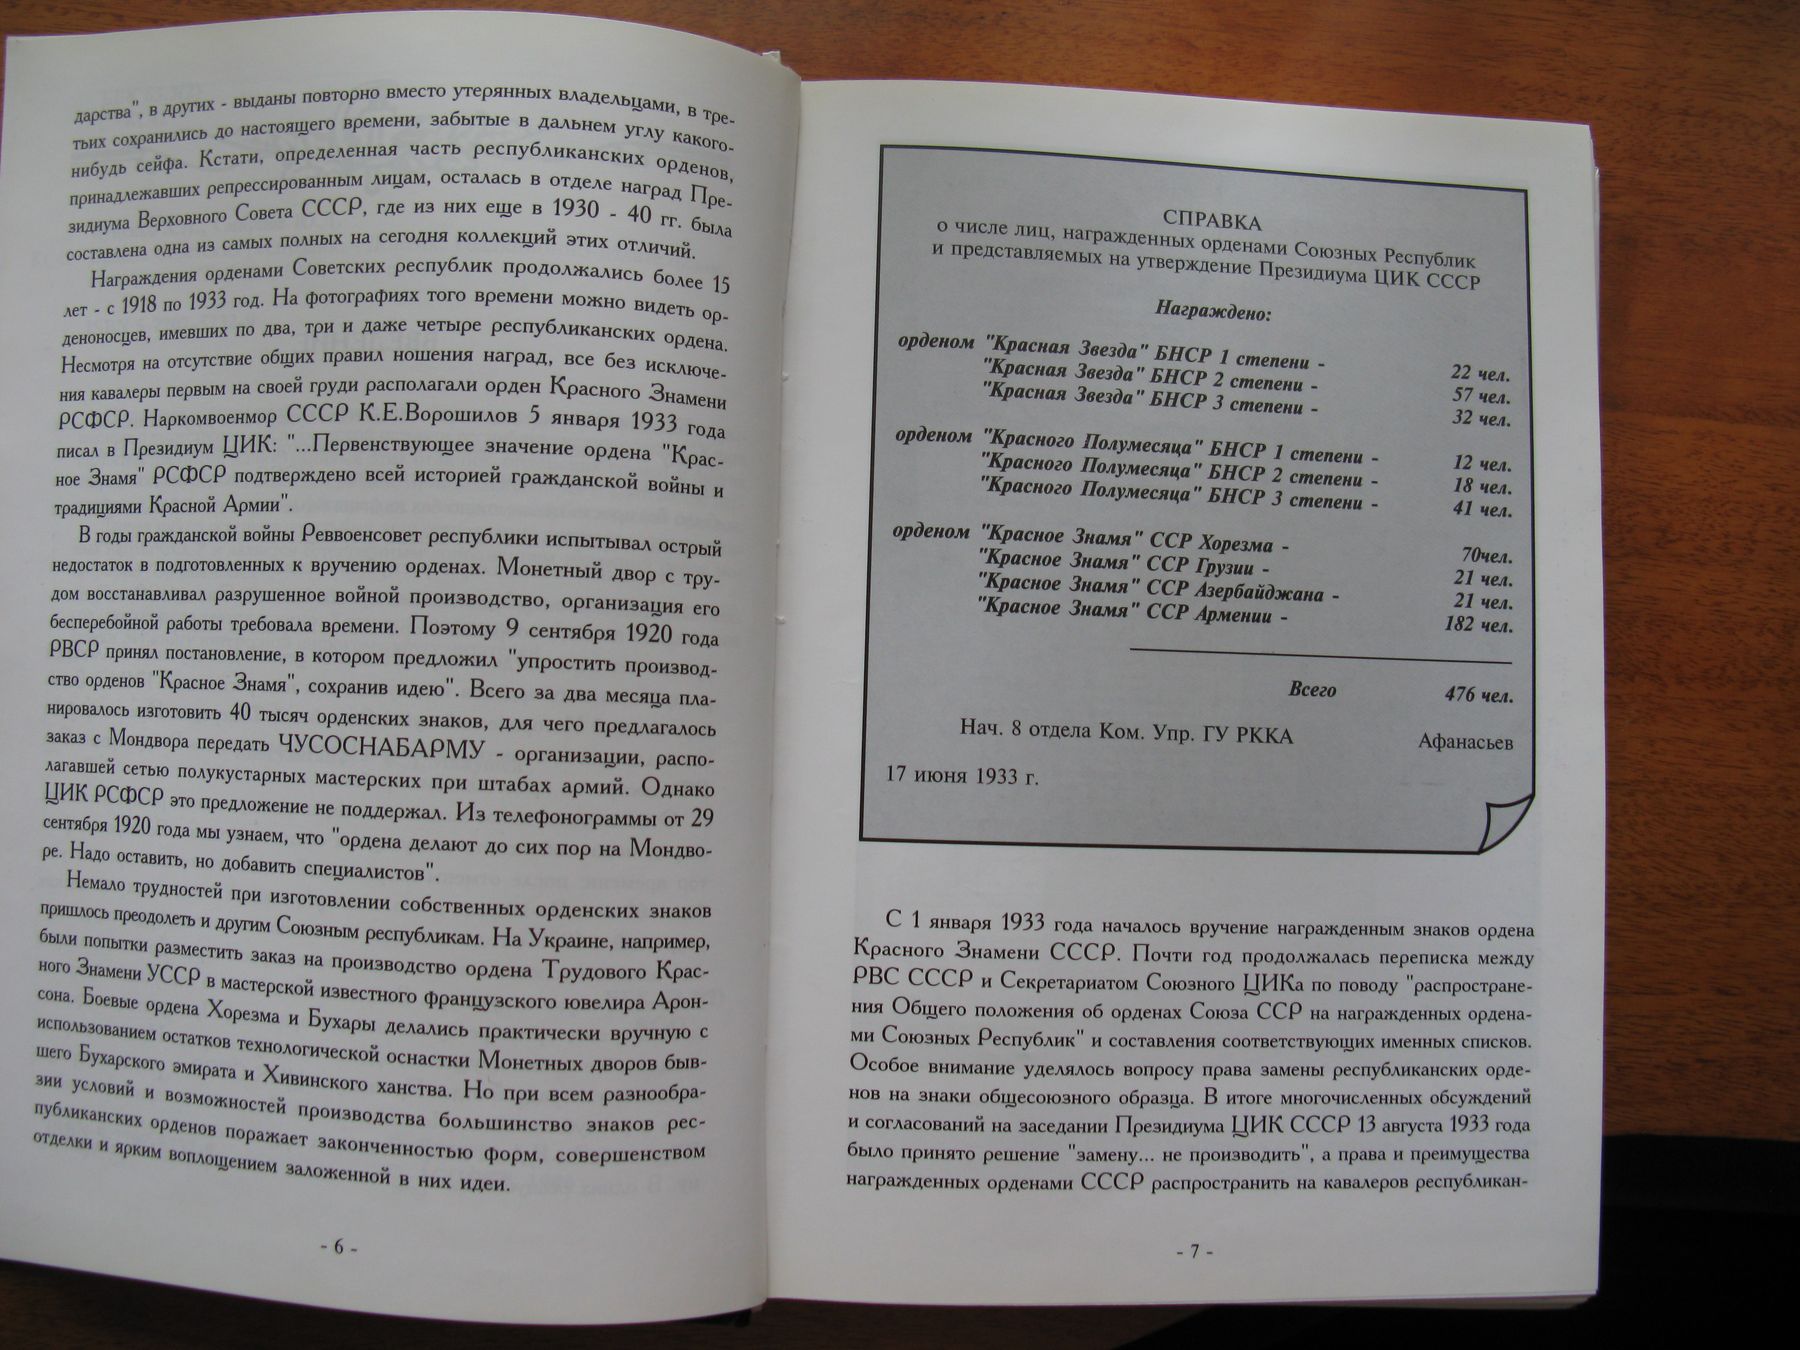 дарства", в других - выданы повторно вместо утерянных владельцами, в тре-
тьих сохранились до настоящего времени, забытые в дальнем углу какого-
нибудь сейфа. Кстати, определенная часть республиканских орденов,
принадлежавших репрессированным лицам, осталась в отделе наград Пре-
зидиума Верховного Совета СССР, где из них еще в 1930 - 40 гг. была
составлена одна из самых полных на сегодня коллекций этих отличий.
Награждения орденами Советских республик продолжались более 15
лет - с 1918 по 1933 год. На фотографиях того времени можно видеть ор-
деноносцев, имевших по два, три и даже четыре республиканских ордена.
Несмотря на отсутствие общих правил ношения наград, все без исключе-
ния кавалеры первым на своей груди располагали орден Красного Знамени
РСФСР. Наркомвоенмор СССР К.Е.Ворошилов 5 января 1933 года
писал в Президиум ЦИК: "...Первенствующее значение ордена "Крас-
ное Знамя" РСФСР подтверждено всей историей гражданской войны и
традициями Красной Армии".
В годы гражданской войны Реввоенсовет республики испытывал острый
недостаток в подготовленных к вручению орденах. Монетный двор с тру-
дом восстанавливал разрушенное войной производство, организация его
бесперебойной работы требовала времени. Поэтому 9 сентября 1920 года
РВСР принял постановление, в котором предложил "упростить производ-
ство орденов "Красное Знамя", сохранив идею". Всего за два месяца пла-
нировалось изготовить 40 тысяч орденских знаков, для чего предлагалось
заказ с Мондвора передать ЧУСОСНАБАРМУ - организации, распо-
лагавшей сетью полукустарных мастерских при штабах армий. Однако
ЦИК РСФСР это предложение не поддержал. Из телефонограммы от 29
сентября 1920 года мы узнаем, что "ордена делают до сих пор на Мондво-
ре. Надо оставить, но добавить специалистов".
Немало трудностей при изготовлении собственных орденских знаков
пришлось преодолеть и другим Союзным республикам. На Украине, например,
были попытки разместить заказ на производство ордена Трудового Крас-
ного Знамени УССР в мастерской известного французского ювелира Арон-
сона. Боевые ордена Хорезма и Бухары делались практически вручную с
использованием остатков технологической оснастки Монетных дворов быв-
шего Бухарского эмирата и Хивинского ханства. Но при всем разнообра-
зии условий и возможностей производства большинство знаков рес-
публиканских орденов поражает законченностью форм, совершенством
отделки и ярким воплощением заложенной в них идеи.
- 6 -
СПРАВКА
о числе лиц, награжденных орденами Союзных Республик
и представляемых на утверждение Президиума ЦИК СССР
Награждено:
орденом "Красная Звезда" БНСР 1 степени - 22 чел.
"Красная Звезда" БНСР 2 степени - 57 чел.
"Красная Звезда" БНСР 3 степени - 32 чел.
орденом "Красного Полумесяца" БНСР 1 степени - 12 чел.
"Красного Полумесяца" БНСР 2 степени - 18 чел.
"Красного Полумесяца" БНСР 3 степени - 41 чел.
орденом "Красное Знамя" ССР Хорезма - 70чел.
"Красное Знамя" ССР Грузии - 21 чел.
"Красное Знамя" ССР Азербайджана - 21 чел.
"Красное Знамя" ССР Армении - 182 чел.
Всего 476 чел.
Нач. 8 отдела Ком. Упр. ГУ РККА Афанасьев
17 июня 1933 г.
С 1 января 1933 года началось вручение награжденным знаков ордена
Красного Знамени СССР. Почти год продолжалась переписка между
РВС СССР и Секретариатом Союзного ЦИКа по поводу "распростране-
ния Общего положения об орденах Союза ССР на награжденных ордена-
ми Союзных Республик" и составления соответствующих именных списков.
Особое внимание уделялось вопросу права замены республиканских орде-
нов на знаки общесоюзного образца. В итоге многочисленных обсуждений
и согласований на заседании Президиума ЦИК СССР 13 августа 1933 года
было принято решение "замену... не производить", а права и преимущества
награжденных орденами СССР распространить на кавалеров республикан-
- 7 -